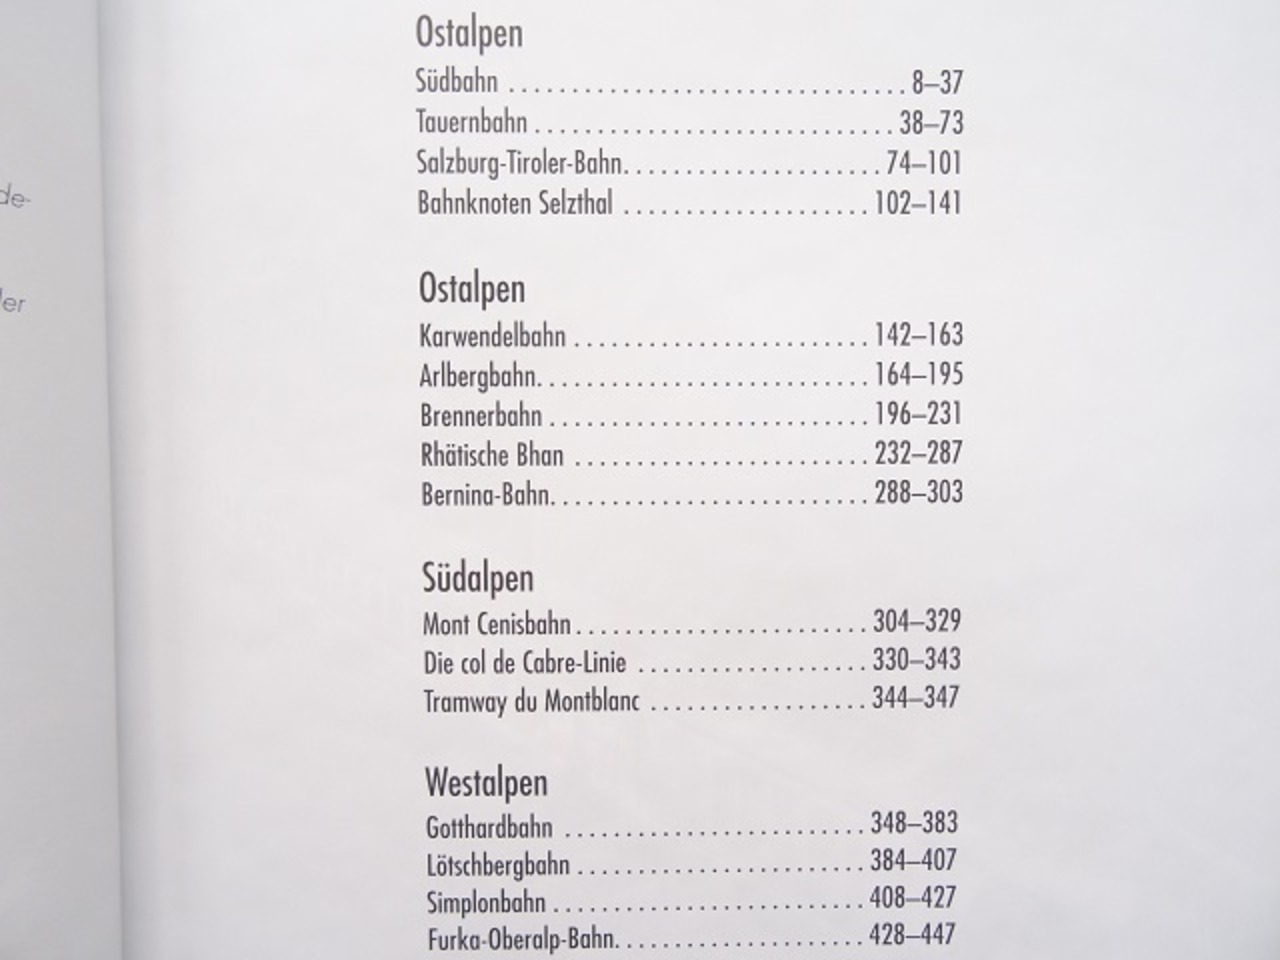 de-
ler
Ostalpen
Südbahn ................................ 8–37
Tauernbahn ............................. 38–73
Salzburg-Tiroler-Bahn..................... 74–101
Bahnknoten Selzthal .................... 102–141
Ostalpen
Karwendelbahn ........................ 142–163
Arlbergbahn........................... 164–195
Brennerbahn .......................... 196–231
Rhätische Bhan ........................ 232–287
Bernina-Bahn.......................... 288–303
Südalpen
Mont Cenisbahn........................ 304–329
Die col de Cabre-Linie ................... 330–343
Tramway du Montblanc .................. 344–347
Westalpen
Gotthardbahn ......................... 348–383
Lötschbergbahn ........................ 384–407
Simplonbahn .......................... 408–427
Furka-Oberalp-Bahn..................... 428–447